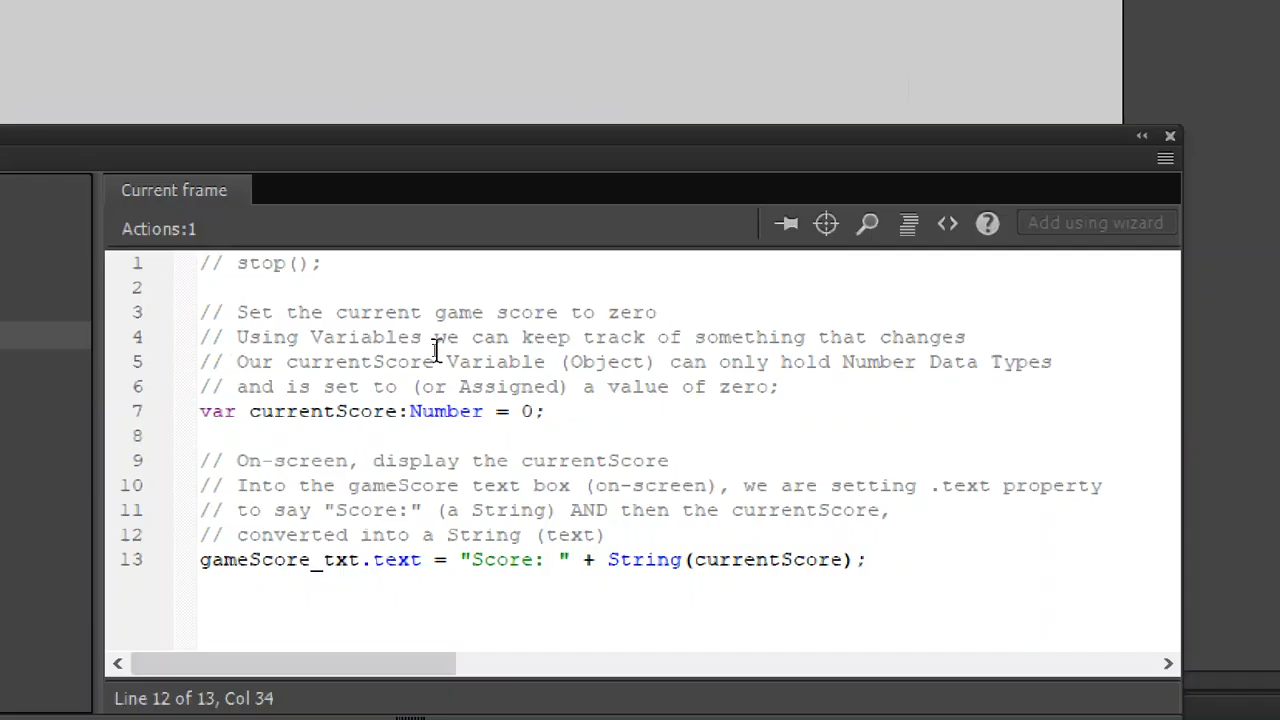 Current frame
Actions:1
Add using wizard
1 // stop();
2
3 // Set the current game score to zero
4 // Using Variables we can keep track of something that changes
5 // Our currentScore Variable (Object) can only hold Number Data Types
6 // and is set to (or Assigned) a value of zero;
7 var currentScore:Number = 0;
8
9 // On-screen, display the currentScore
10 // Into the gameScore text box (on-screen), we are setting .text property
11 // to say "Score:" (a String) AND then the currentScore,
12 // converted into a String (text)
13 gameScore_txt.text = "Score: " + String(currentScore);
Line 12 of 13, Col 34